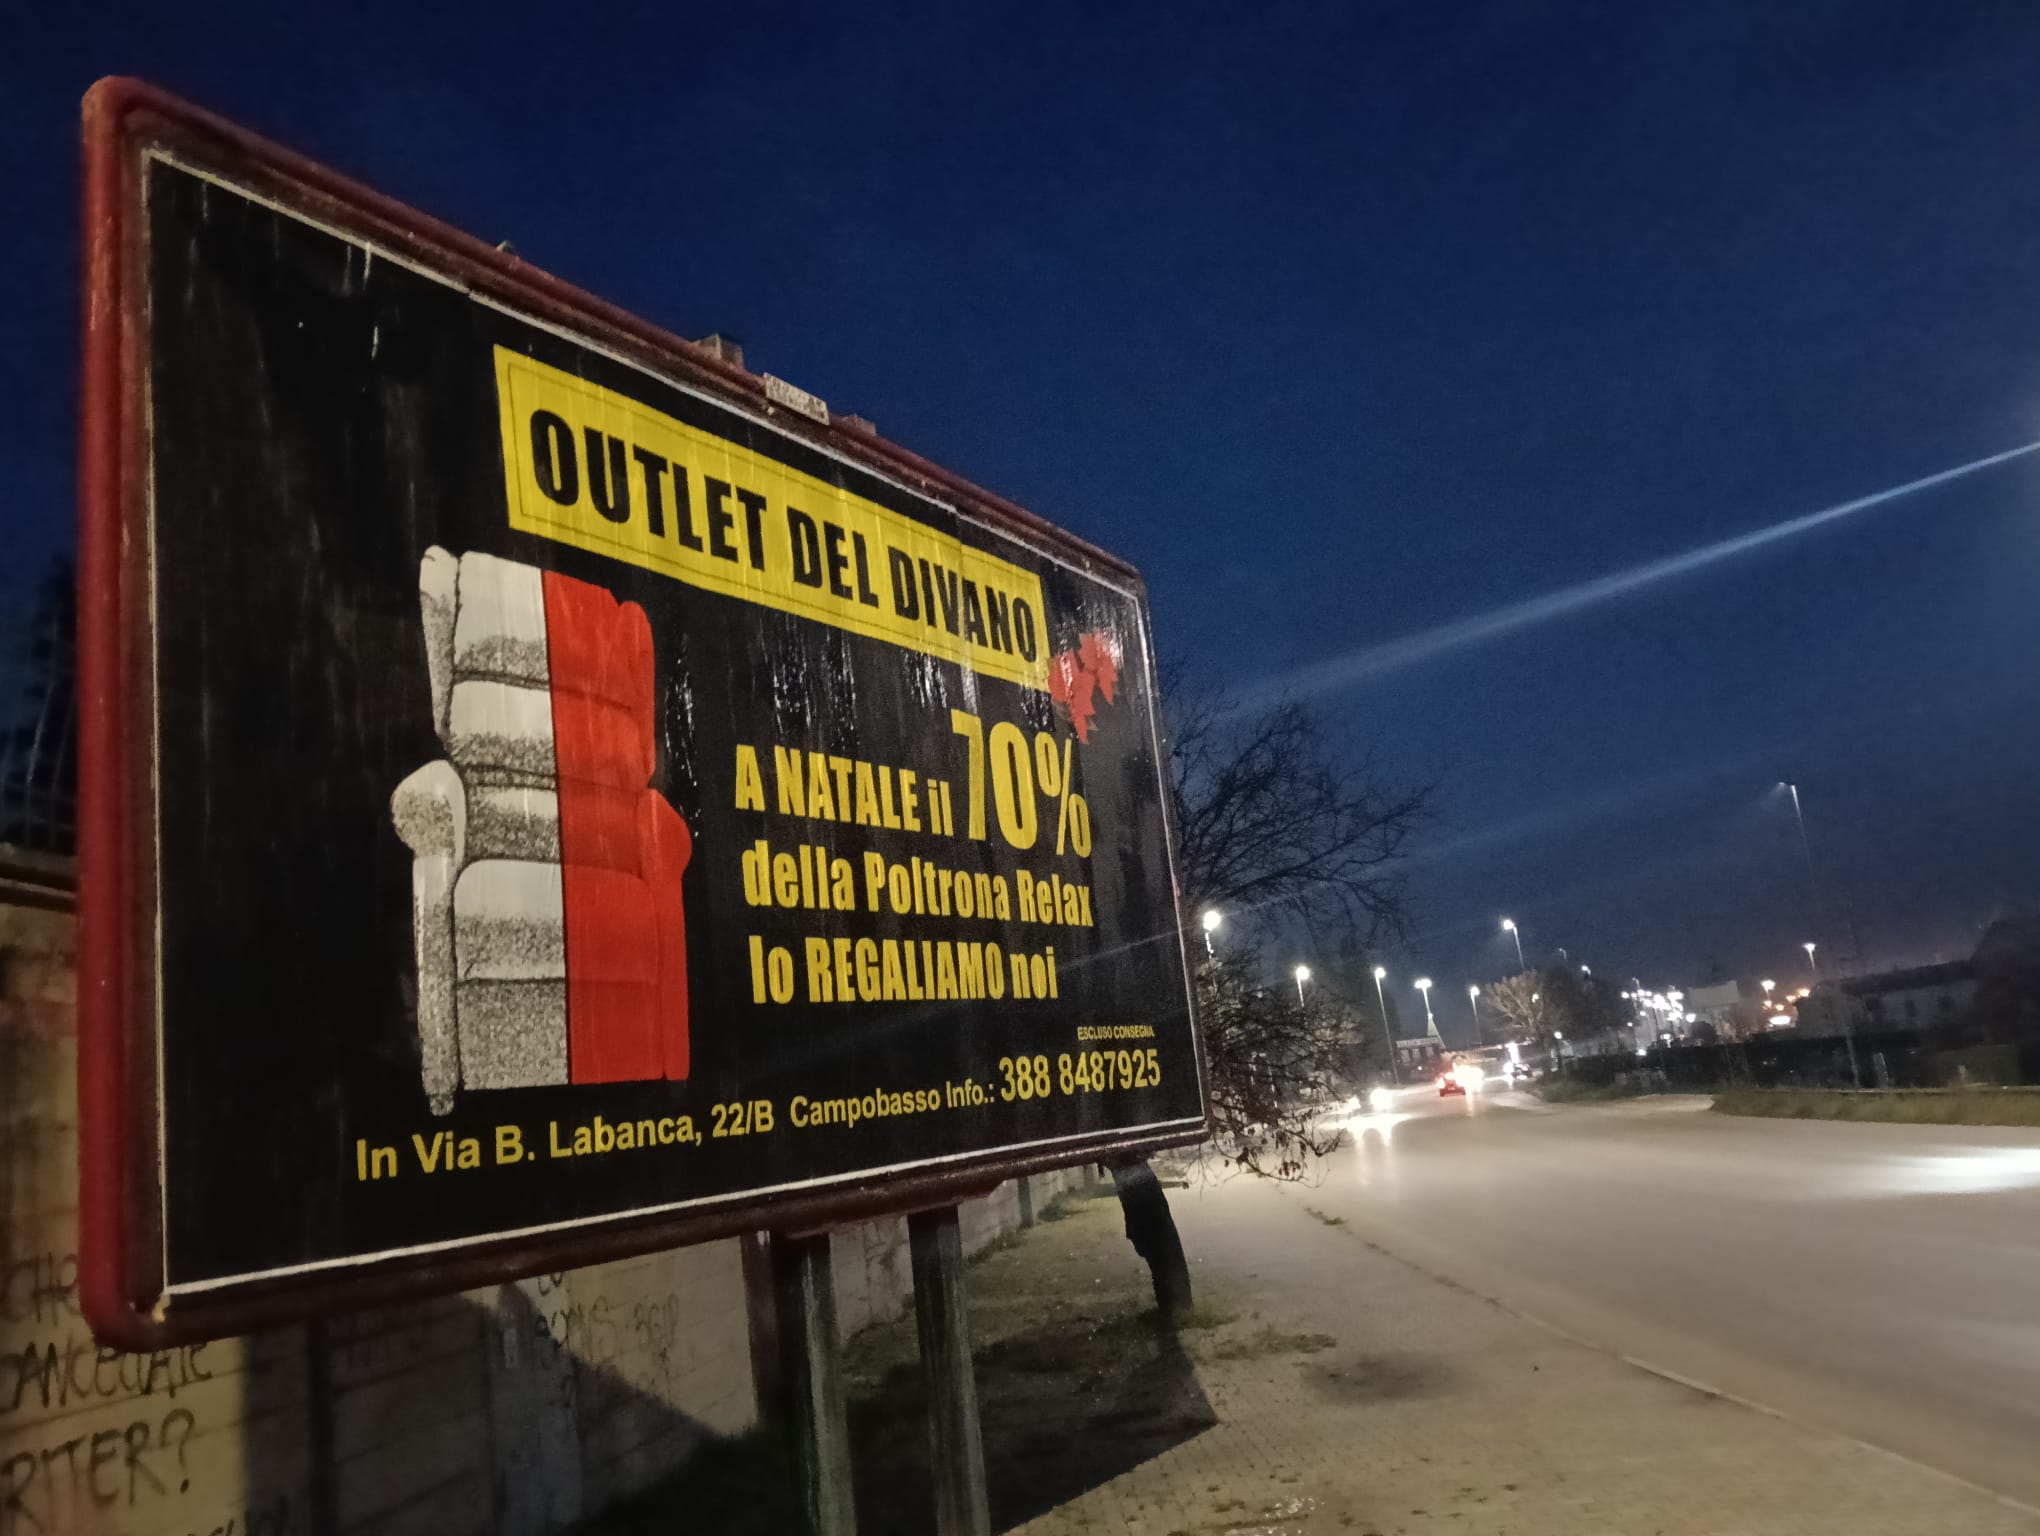 OUTLET DEL DIVANO
A NATALE il 70%
della Poltrona Relax
lo REGALIAMO noi
ESCLUSO CONSEGNA
In Via B. Labanca, 22/B Campobasso Info.: 388 8487925
RITER?